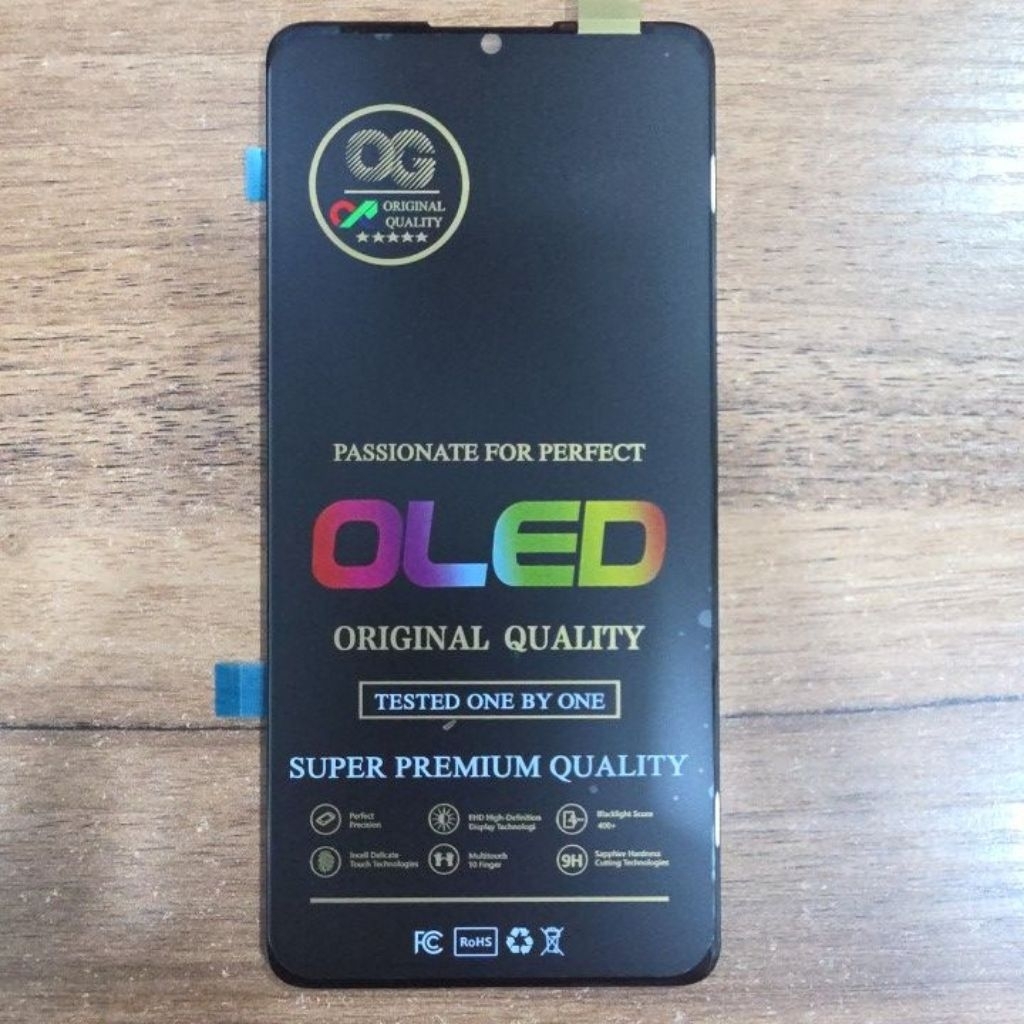 OG
ORIGINAL
QUALITY
PASSIONATE FOR PERFECT
OLED
ORIGINAL QUALITY
TESTED ONE BY ONE
SUPER PREMIUM QUALITY
Perfect
Precision
FHD High-Definition
Display Technologi
Blacklight Score
400+
Incell Delicate
Touch Technologies
Multitouch
10 Finger
9H
Sapphire Hardness
Cutting Technologies
FC
RoHS